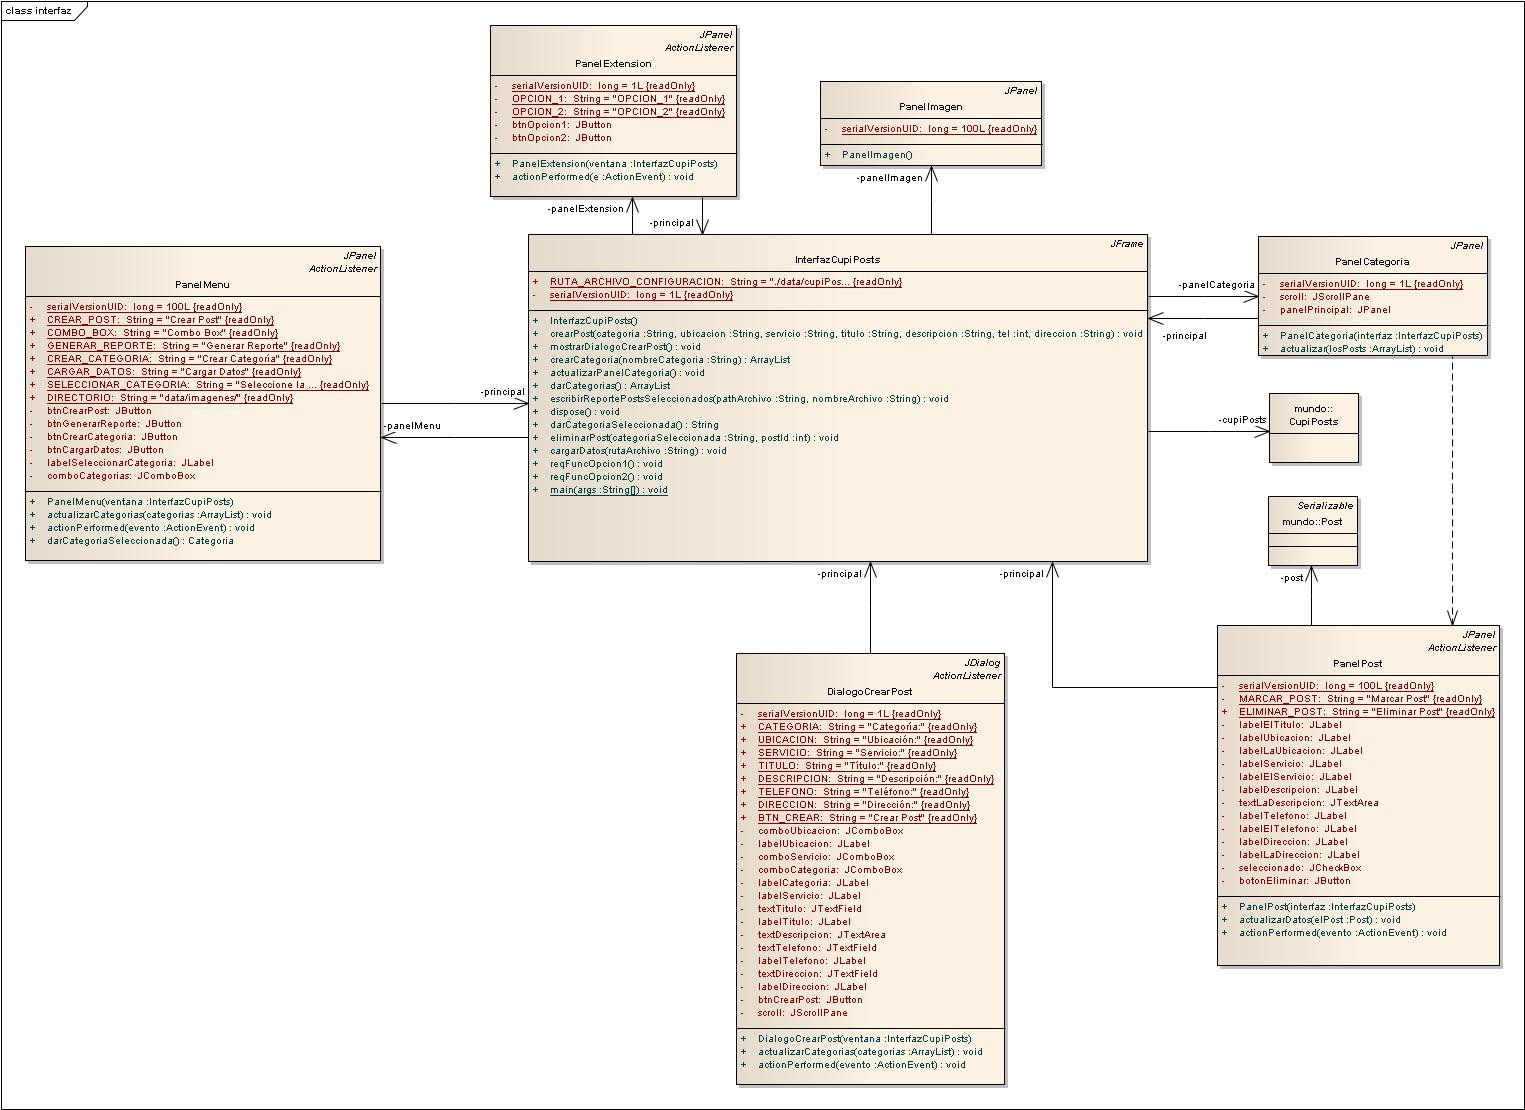 class interfaz
JPanel
ActionListener
PanelExtension
- serialVersionUID: long = 1L {readOnly}
- OPCION_1: String = "OPCION_1" {readOnly}
- OPCION_2: String = "OPCION_2" {readOnly}
- btnOpcion1: JButton
- btnOpcion2: JButton
+ PanelExtension(ventana :InterfazCupiPosts)
+ actionPerformed(e :ActionEvent) : void
JPanel
PanelImagen
- serialVersionUID: long = 100L {readOnly}
+ PanelImagen()
-panelImagen
-panelExtension
-principal
JPanel
ActionListener
PanelMenu
- serialVersionUID: long = 100L {readOnly}
+ CREAR_POST: String = "Crear Post" {readOnly}
+ COMBO_BOX: String = "Combo Box" {readOnly}
+ GENERAR_REPORTE: String = "Generar Reporte" {readOnly}
+ CREAR_CATEGORIA: String = "Crear Categoría" {readOnly}
+ CARGAR_DATOS: String = "Cargar Datos" {readOnly}
+ SELECCIONAR_CATEGORIA: String = "Seleccione la ... {readOnly}
+ DIRECTORIO: String = "data/imagenes/" {readOnly}
- btnCrearPost: JButton
- btnGenerarReporte: JButton
- btnCrearCategoria: JButton
- btnCargarDatos: JButton
- labelSeleccionarCategoria: JLabel
- comboCategorias: JComboBox
+ PanelMenu(ventana :InterfazCupiPosts)
+ actualizarCategorias(categorias :ArrayList) : void
+ actionPerformed(evento :ActionEvent) : void
+ darCategoriaSeleccionada() : Categoria
-principal
-panelMenu
JFrame
InterfazCupiPosts
+ RUTA_ARCHIVO_CONFIGURACION: String = "./data/cupiPos... {readOnly}
- serialVersionUID: long = 1L {readOnly}
+ InterfazCupiPosts()
+ crearPost(categoria :String, ubicacion :String, servicio :String, titulo :String, descripcion :String, tel :int, direccion :String) : void
+ mostrarDialogoCrearPost() : void
+ crearCategoria(nombreCategoria :String) : ArrayList
+ actualizarPanelCategoria() : void
+ darCategorias() : ArrayList
+ escribirReportePostsSeleccionados(pathArchivo :String, nombreArchivo :String) : void
+ dispose() : void
+ darCategoriaSeleccionada() : String
+ eliminarPost(categoriaSeleccionada :String, postId :int) : void
+ cargarDatos(rutaArchivo :String) : void
+ reqFuncOpcion1() : void
+ reqFuncOpcion2() : void
+ main(args :String[]) : void
-panelCategoria
-principal
JPanel
PanelCategoria
- serialVersionUID: long = 1L {readOnly}
- scroll: JScrollPane
- panelPrincipal: JPanel
+ PanelCategoria(interfaz :InterfazCupiPosts)
+ actualizar(losPosts :ArrayList) : void
-cupiPosts
mundo::
CupiPosts
Serializable
mundo::Post
-post
-principal
-principal
JDialog
ActionListener
DialogoCrearPost
- serialVersionUID: long = 1L {readOnly}
+ CATEGORIA: String = "Categoría:" {readOnly}
+ UBICACION: String = "Ubicación:" {readOnly}
+ SERVICIO: String = "Servicio:" {readOnly}
+ TITULO: String = "Título:" {readOnly}
+ DESCRIPCION: String = "Descripción:" {readOnly}
+ TELEFONO: String = "Teléfono:" {readOnly}
+ DIRECCION: String = "Dirección:" {readOnly}
+ BTN_CREAR: String = "Crear Post" {readOnly}
- comboUbicacion: JComboBox
- labelUbicacion: JLabel
- comboServicio: JComboBox
- comboCategoria: JComboBox
- labelCategoria: JLabel
- labelServicio: JLabel
- textTitulo: JTextField
- labelTitulo: JLabel
- textDescripcion: JTextArea
- textTelefono: JTextField
- labelTelefono: JLabel
- textDireccion: JTextField
- labelDireccion: JLabel
- btnCrearPost: JButton
- scroll: JScrollPane
+ DialogoCrearPost(ventana :InterfazCupiPosts)
+ actualizarCategorias(categorias :ArrayList) : void
+ actionPerformed(evento :ActionEvent) : void
JPanel
ActionListener
PanelPost
- serialVersionUID: long = 100L {readOnly}
- MARCAR_POST: String = "Marcar Post" {readOnly}
+ ELIMINAR_POST: String = "Eliminar Post" {readOnly}
- labelElTitulo: JLabel
- labelUbicacion: JLabel
- labelLaUbicacion: JLabel
- labelServicio: JLabel
- labelElServicio: JLabel
- labelDescripcion: JLabel
- textLaDescripcion: JTextArea
- labelTelefono: JLabel
- labelElTelefono: JLabel
- labelDireccion: JLabel
- labelLaDireccion: JLabel
- seleccionado: JCheckBox
- botonEliminar: JButton
+ PanelPost(interfaz :InterfazCupiPosts)
+ actualizarDatos(elPost :Post) : void
+ actionPerformed(evento :ActionEvent) : void